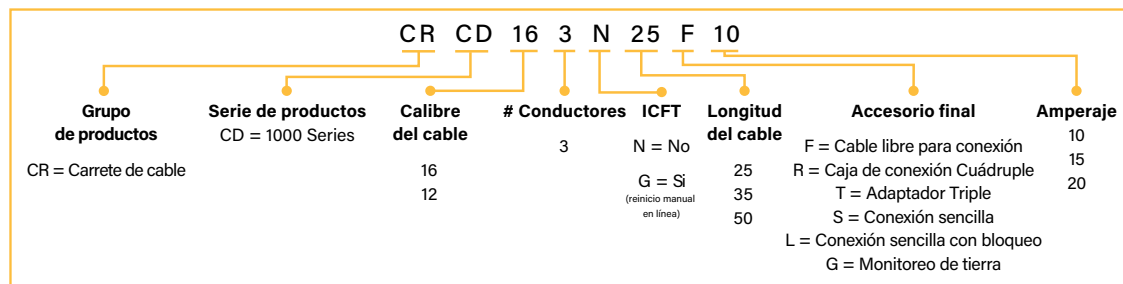 CR CD 16 3 N 25 F 10
Grupo
de productos
CR = Carrete de cable
Serie de productos
CD = 1000 Series
Calibre
del cable
16
12
# Conductores
3
ICFT
N = No
G = Si
(reinicio manual
en línea)
Longitud
del cable
25
35
50
Accesorio final
F = Cable libre para conexión
R = Caja de conexión Cuádruple
T = Adaptador Triple
S = Conexión sencilla
L = Conexión sencilla con bloqueo
G = Monitoreo de tierra
Amperaje
10
15
20